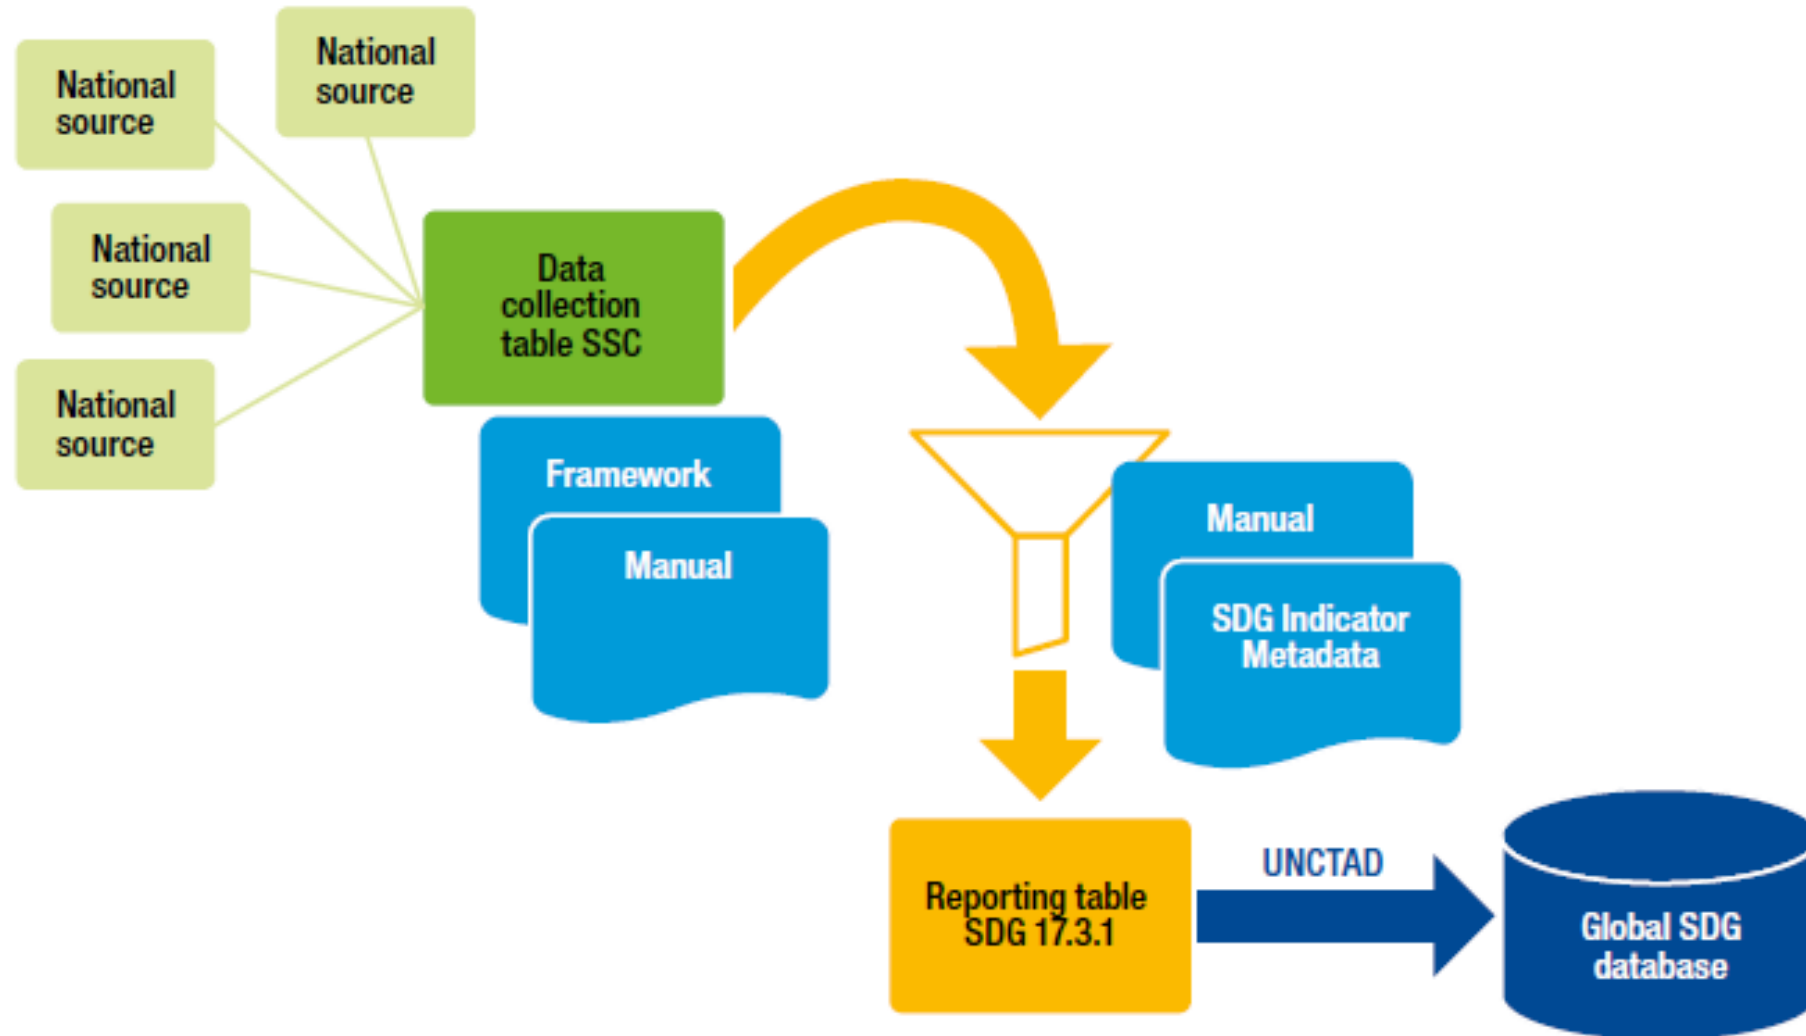 National
source
National
source
National
source
National
source
Data
collection
table SSC
Framework
Manual
Manual
SDG Indicator
Metadata
Reporting table
SDG 17.3.1
UNCTAD
Global SDG
database